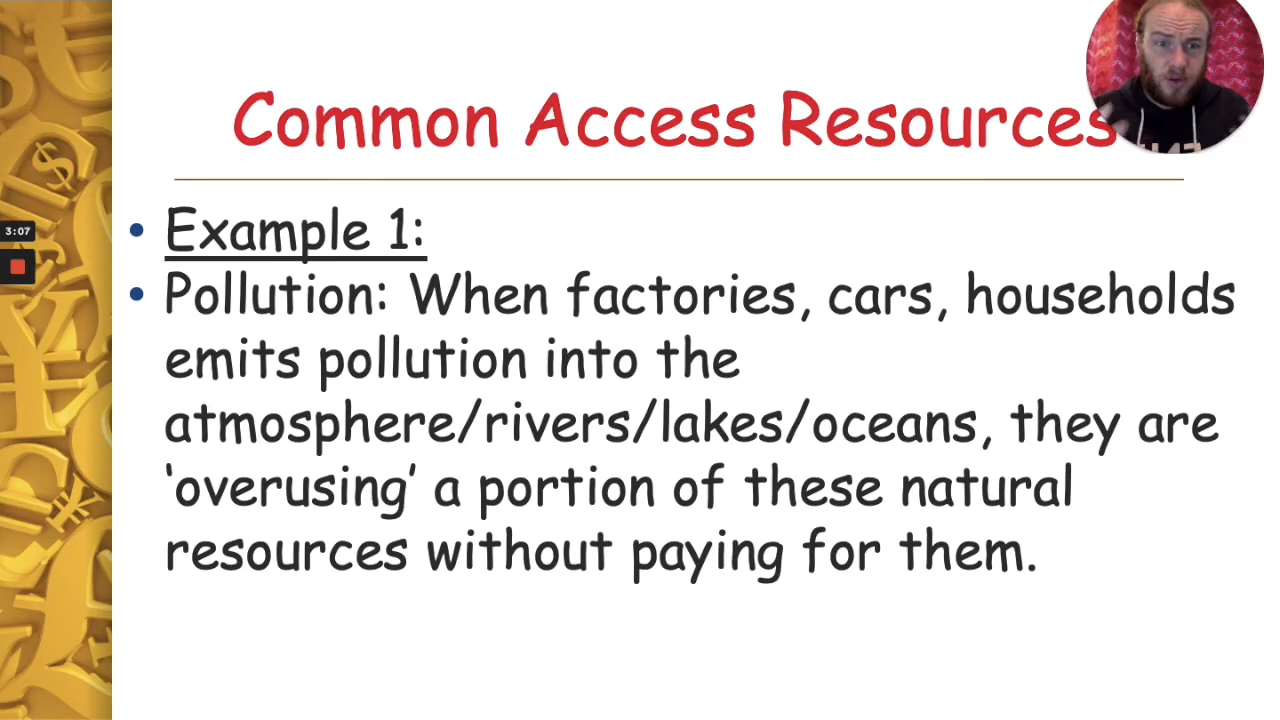 Common Access Resources
Example 1:
Pollution: When factories, cars, households
emits pollution into the
atmosphere/rivers/lakes/oceans, they are
‘overusing’ a portion of these natural
resources without paying for them.
3:07